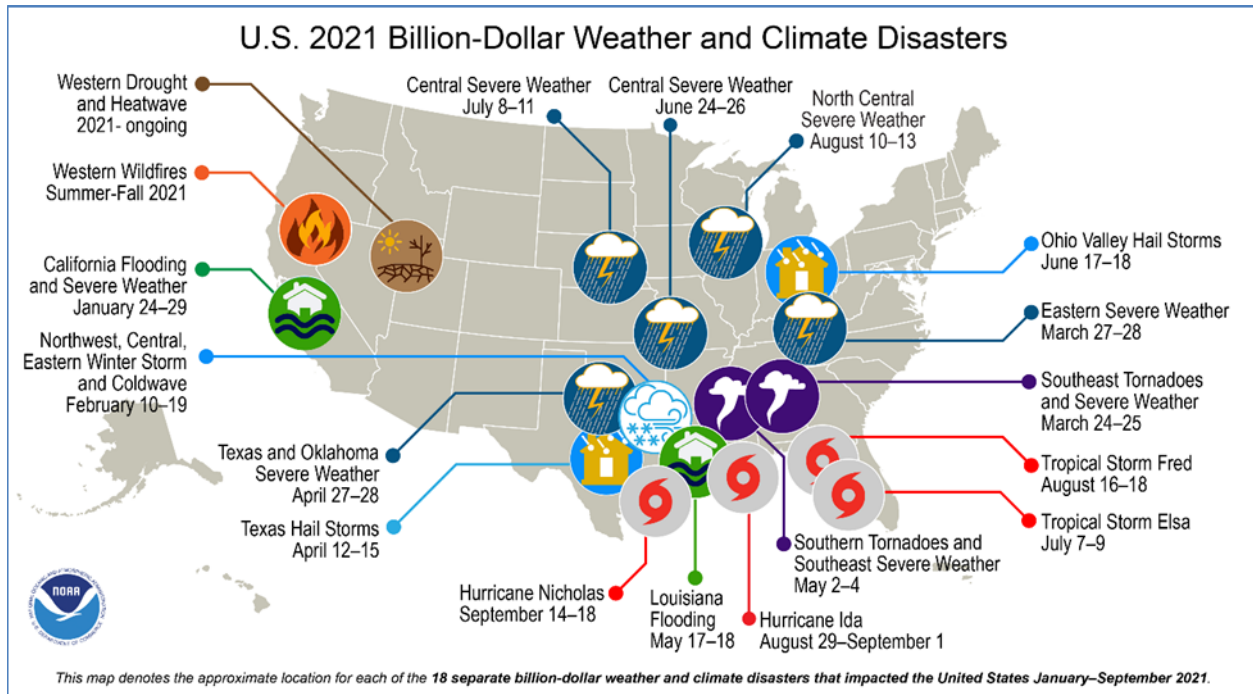 U.S. 2021 Billion-Dollar Weather and Climate Disasters
Western Drought
and Heatwave
2021- ongoing
Central Severe Weather
July 8–11
Central Severe Weather
June 24–26
North Central
Severe Weather
August 10–13
Western Wildfires
Summer-Fall 2021
California Flooding
and Severe Weather
January 24–29
Northwest, Central,
Eastern Winter Storm
and Coldwave
February 10–19
Ohio Valley Hail Storms
June 17–18
Eastern Severe Weather
March 27–28
Southeast Tornadoes
and Severe Weather
March 24–25
Texas and Oklahoma
Severe Weather
April 27–28
Texas Hail Storms
April 12–15
Tropical Storm Fred
August 16–18
Tropical Storm Elsa
July 7–9
Southern Tornadoes and
Southeast Severe Weather
May 2–4
Hurricane Nicholas
September 14–18
Louisiana
Flooding
May 17–18
Hurricane Ida
August 29–September 1
NOAA
This map denotes the approximate location for each of the 18 separate billion-dollar weather and climate disasters that impacted the United States January–September 2021.